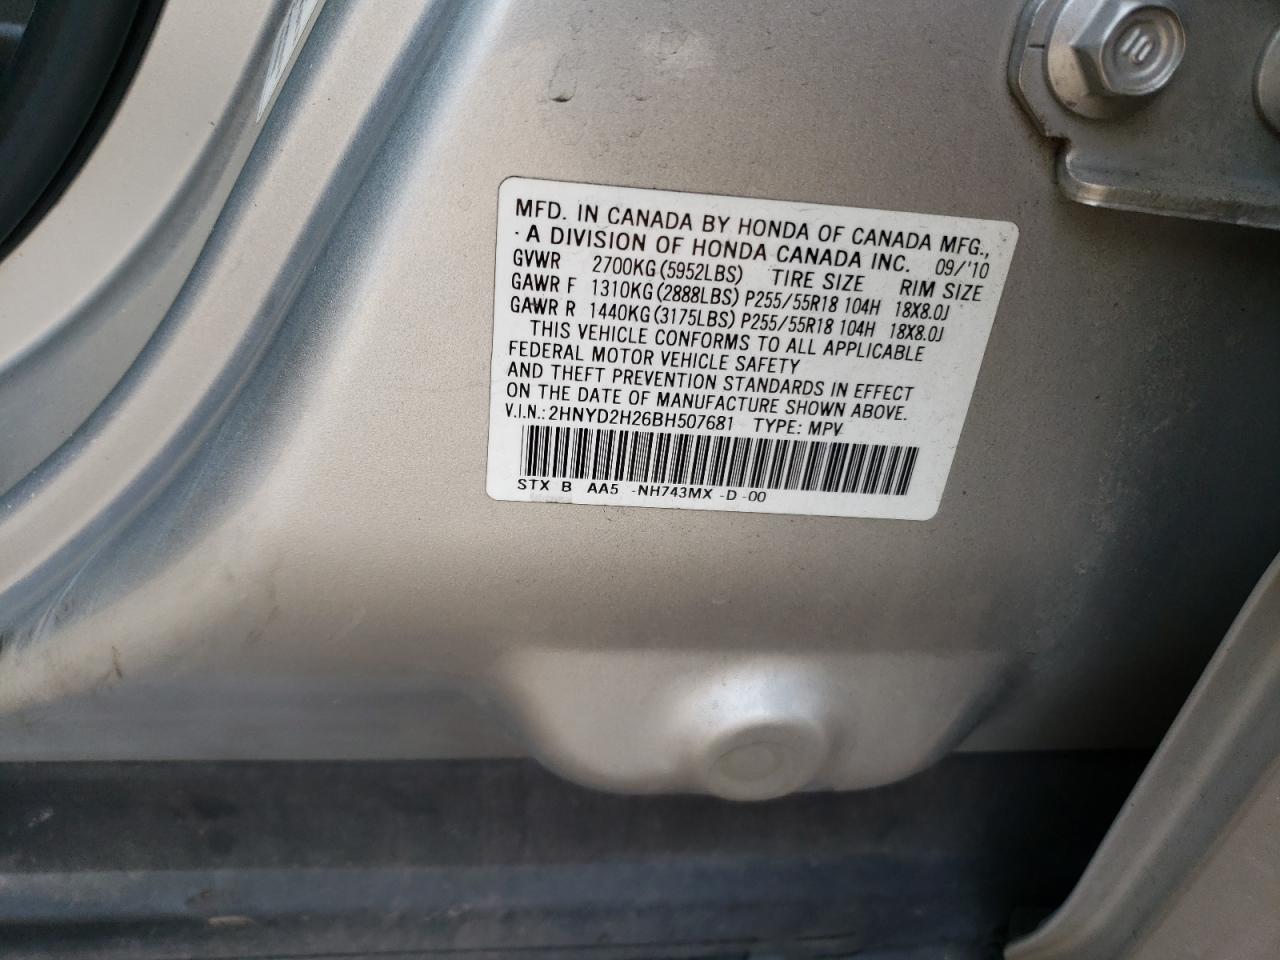 MFD. IN CANADA BY HONDA OF CANADA MFG.,
A DIVISION OF HONDA CANADA INC. 09/'10
GVWR 2700KG(5952LBS) TIRE SIZE RIM SIZE
GAWR F 1310KG(2888LBS) P255/55R18 104H 18X8.0J
GAWR R 1440KG(3175LBS) P255/55R18 104H 18X8.0J
THIS VEHICLE CONFORMS TO ALL APPLICABLE
FEDERAL MOTOR VEHICLE SAFETY
AND THEFT PREVENTION STANDARDS IN EFFECT
ON THE DATE OF MANUFACTURE SHOWN ABOVE.
V.I.N.: 2HNYD2H26BH507681 TYPE: MPV
STX B AA5 -NH743MX -D -00
10